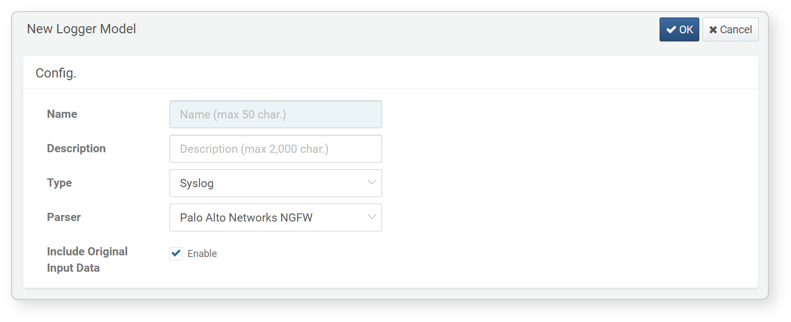 New Logger Model
OK
Cancel
Config.
Name
Name (max 50 char.)
Description
Description (max 2,000 char.)
Type
Syslog
Parser
Palo Alto Networks NGFW
Include Original
Input Data
Enable